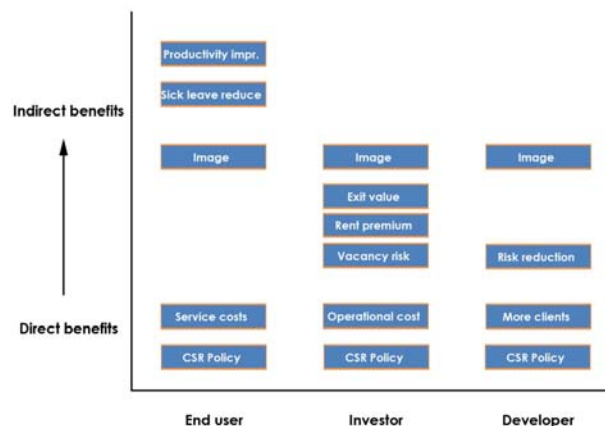 Productivity impr.
Sick leave reduce
Indirect benefits
Image Image Image
Exit value
Rent premium
Vacancy risk Risk reduction
Direct benefits
Service costs Operational cost More clients
CSR Policy CSR Policy CSR Policy
End user Investor Developer